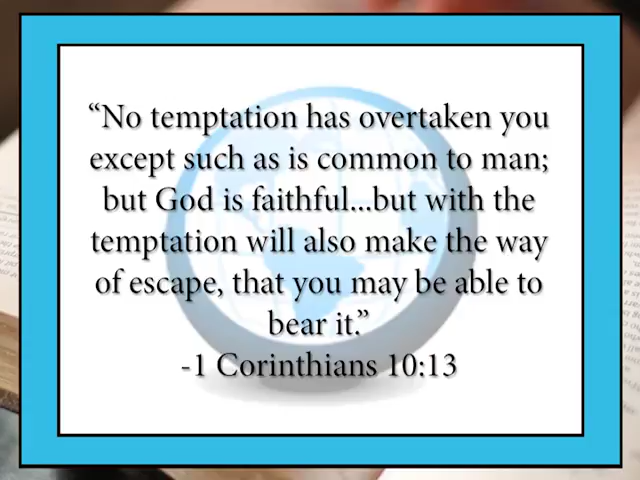 “No temptation has overtaken you
except such as is common to man;
but God is faithful...but with the
temptation will also make the way
of escape, that you may be able to
bear it.”
-1 Corinthians 10:13